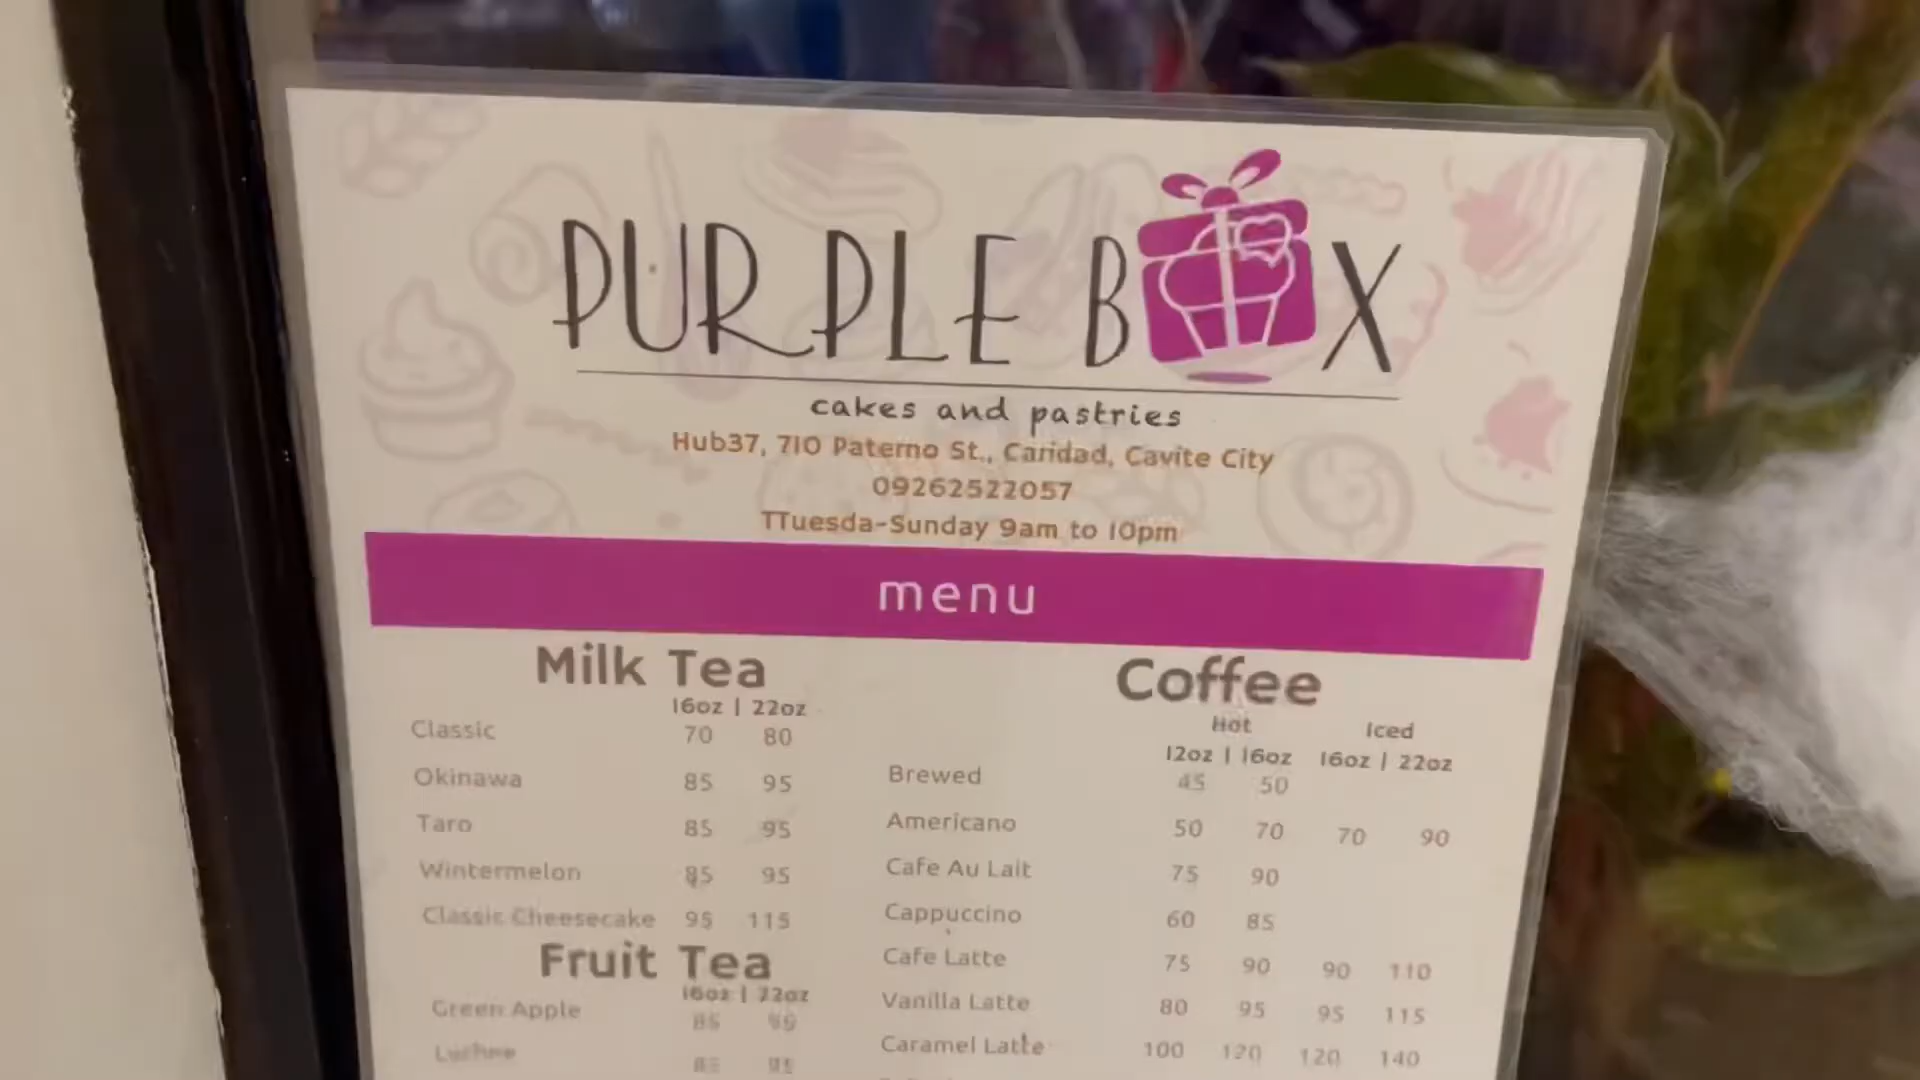 PURPLE BOX
cakes and pastries
Hub37, 710 Paterno St., Caridad, Cavite City
09262522057
TTuesda-Sunday 9am to 10pm
menu
Milk Tea
16oz | 22oz
Classic 70 80
Okinawa 85 95
Taro 85 95
Wintermelon 85 95
Classic Cheesecake 95 115
Fruit Tea
16oz | 22oz
Green Apple
Lychee
Coffee
Hot Iced
12oz | 16oz 16oz | 22oz
Brewed 45 50
Americano 50 70 70 90
Cafe Au Lait 75 90
Cappuccino 60 85
Cafe Latte 75 90 90 110
Vanilla Latte 80 95 95 115
Caramel Latte 100 120 120 140